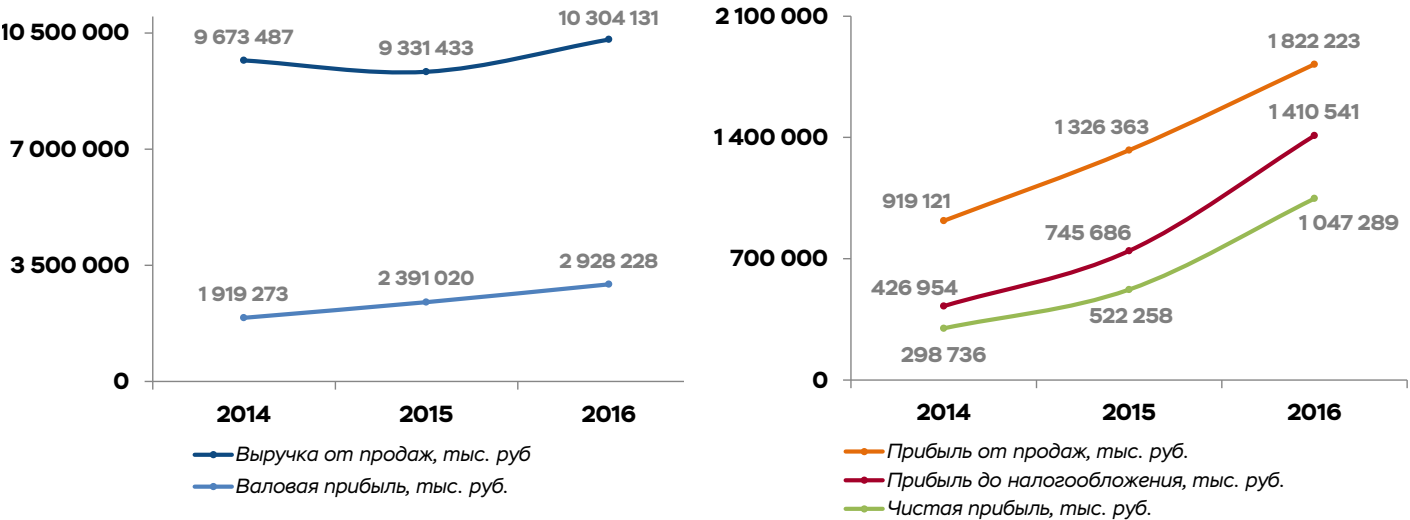 10 500 000
7 000 000
3 500 000
0
9 673 487
9 331 433
10 304 131
1 919 273
2 391 020
2 928 228
2014 2015 2016
Выручка от продаж, тыс. руб
Валовая прибыль, тыс. руб.
2 100 000
1 400 000
700 000
0
919 121
1 326 363
1 822 223
426 954
745 686
1 410 541
298 736
522 258
1 047 289
2014 2015 2016
Прибыль от продаж, тыс. руб.
Прибыль до налогообложения, тыс. руб.
Чистая прибыль, тыс. руб.